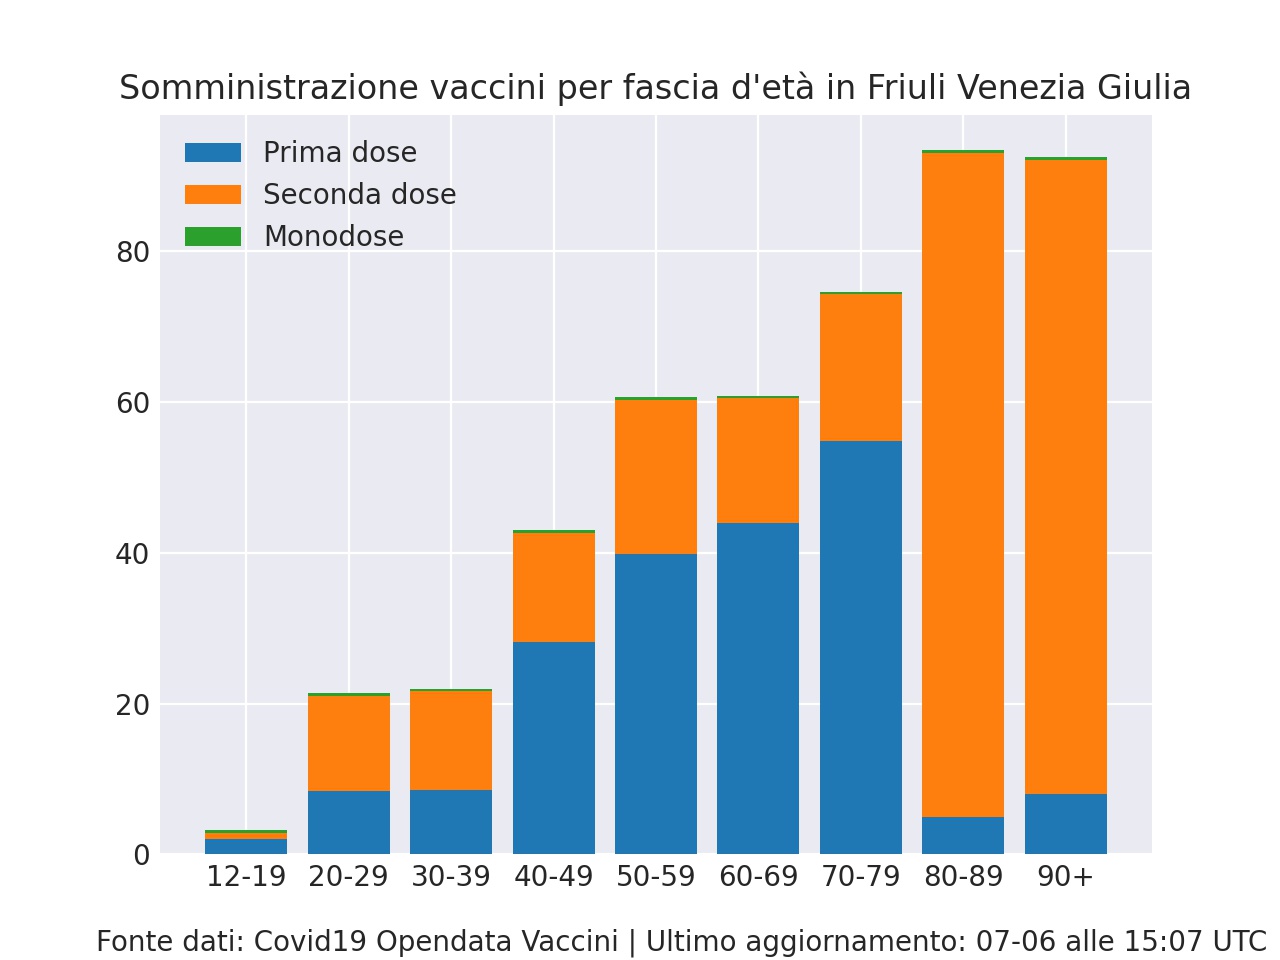 Somministrazione vaccini per fascia d'età in Friuli Venezia Giulia
Prima dose
Seconda dose
Monodose
80
60
40
20
0
12-19 20-29 30-39 40-49 50-59 60-69 70-79 80-89 90+
Fonte dati: Covid19 Opendata Vaccini | Ultimo aggiornamento: 07-06 alle 15:07 UTC